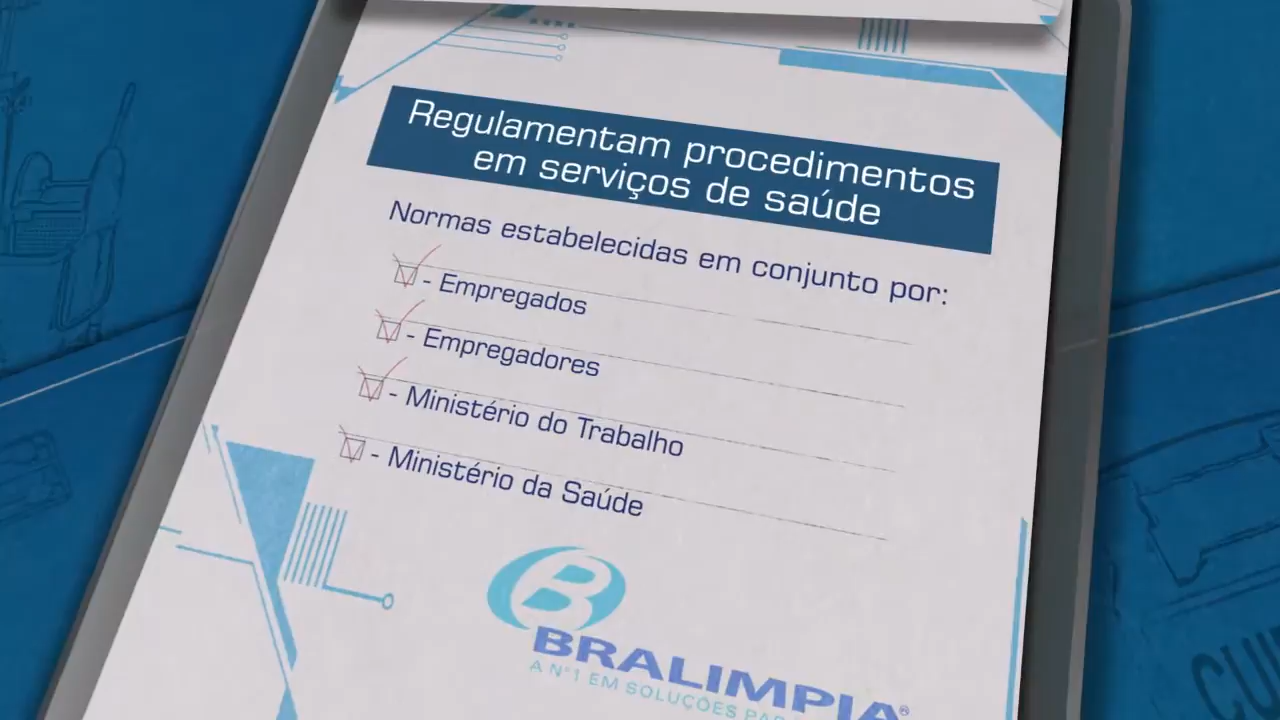 Regulamentam procedimentos
em serviços de saúde
Normas estabelecidas em conjunto por:
- Empregados
- Empregadores
- Ministério do Trabalho
- Ministério da Saúde
B
BRALIMPIA®
A Nº1 EM SOLUÇÕES